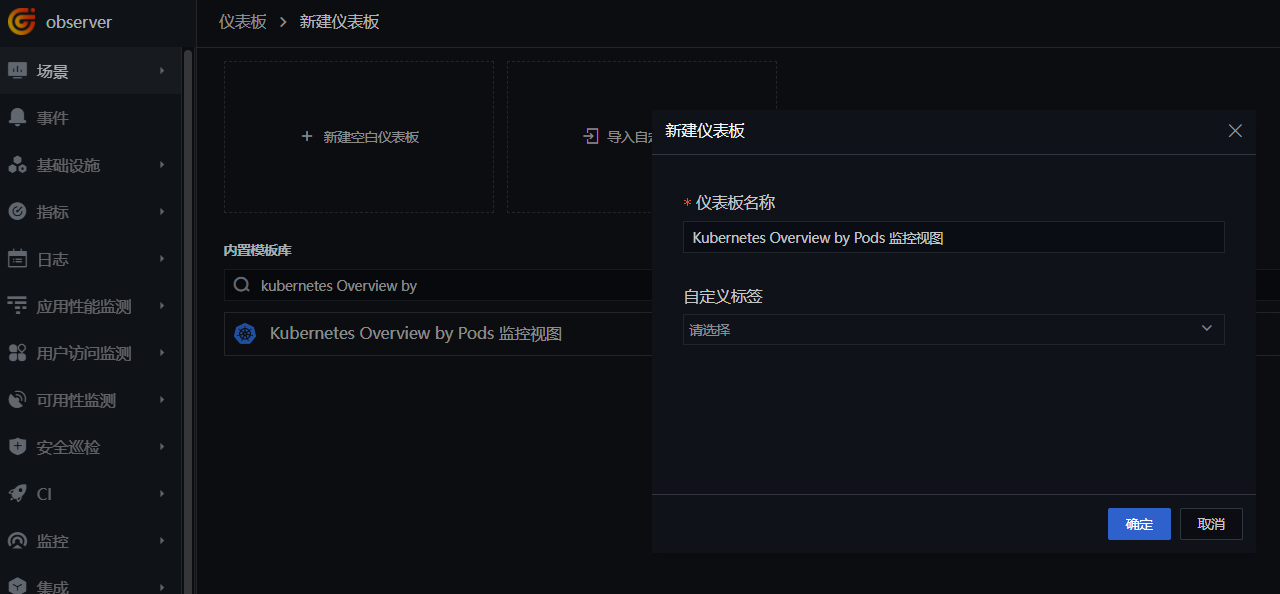 observer
仪表板 > 新建仪表板
场景
事件
基础设施
指标
日志
应用性能监测
用户访问监测
可用性监测
安全巡检
CI
监控
集成
+ 新建空白仪表板
导入自定
内置模板库
kubernetes Overview by
Kubernetes Overview by Pods 监控视图
新建仪表板
* 仪表板名称
Kubernetes Overview by Pods 监控视图
自定义标签
请选择
确定
取消